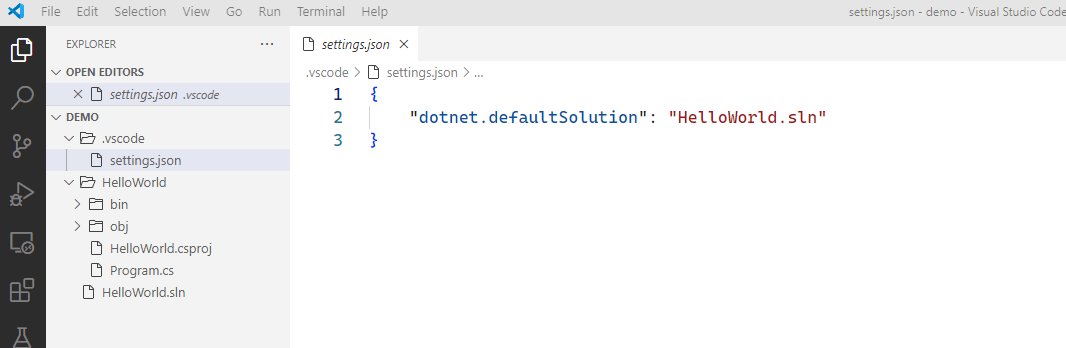 File Edit Selection View Go Run Terminal Help settings.json - demo - Visual Studio Code
EXPLORER
OPEN EDITORS
settings.json .vscode
DEMO
.vscode
settings.json
HelloWorld
bin
obj
HelloWorld.csproj
Program.cs
HelloWorld.sln
settings.json
.vscode > settings.json > ...
1 {
2 "dotnet.defaultSolution": "HelloWorld.sln"
3 }